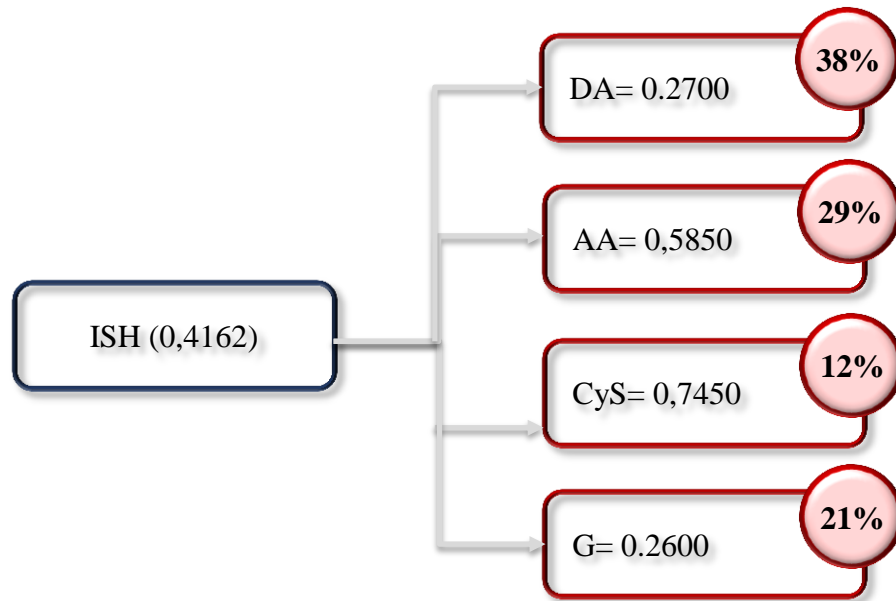 38%
DA= 0.2700
29%
AA= 0,5850
ISH (0,4162)
12%
CyS= 0,7450
21%
G= 0.2600